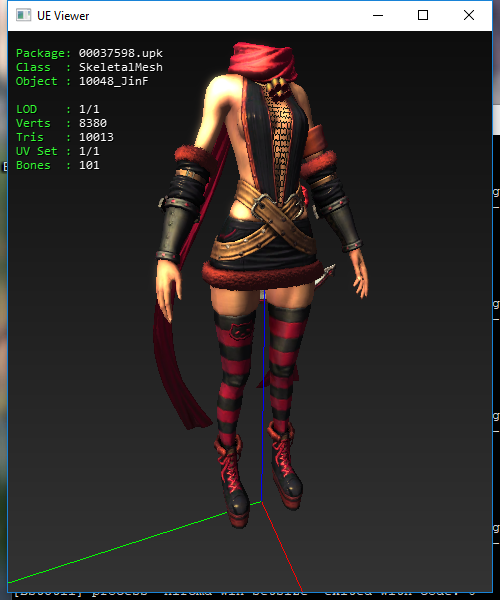 UE Viewer
Package: 00037598.upk
Class : SkeletalMesh
Object : 10048_JinF
LOD : 1/1
Verts : 8380
Tris : 10013
UV Set : 1/1
Bones : 101